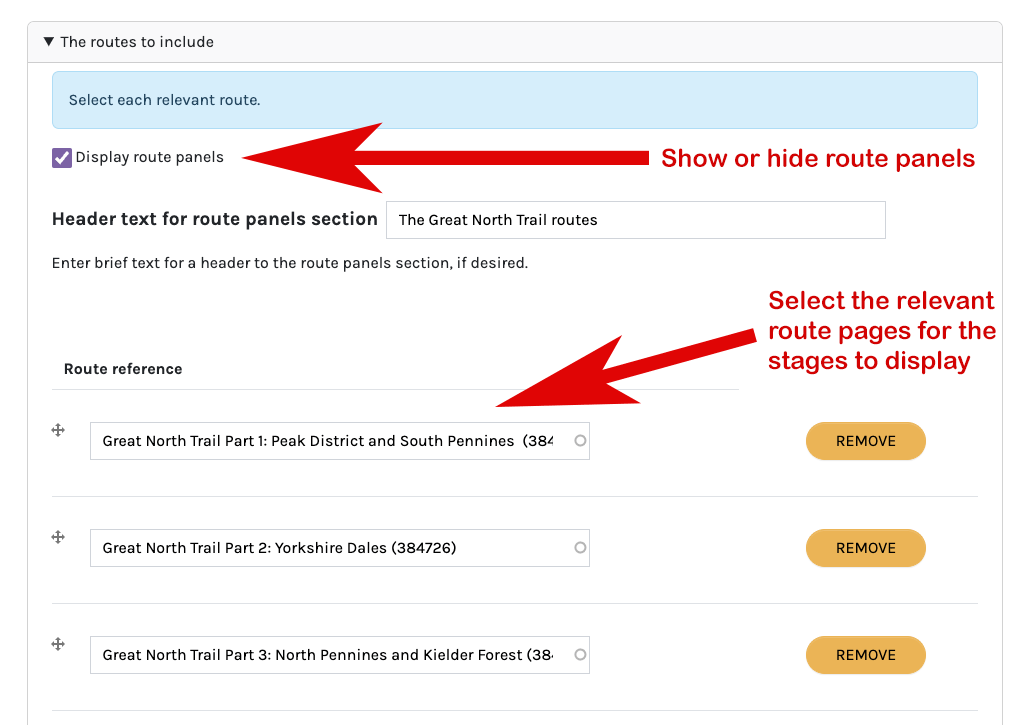 The routes to include
Select each relevant route.
Display route panels
Show or hide route panels
Header text for route panels section
The Great North Trail routes
Enter brief text for a header to the route panels section, if desired.
Select the relevant
route pages for the
stages to display
Route reference
Great North Trail Part 1: Peak District and South Pennines (384
REMOVE
Great North Trail Part 2: Yorkshire Dales (384726)
REMOVE
Great North Trail Part 3: North Pennines and Kielder Forest (38
REMOVE